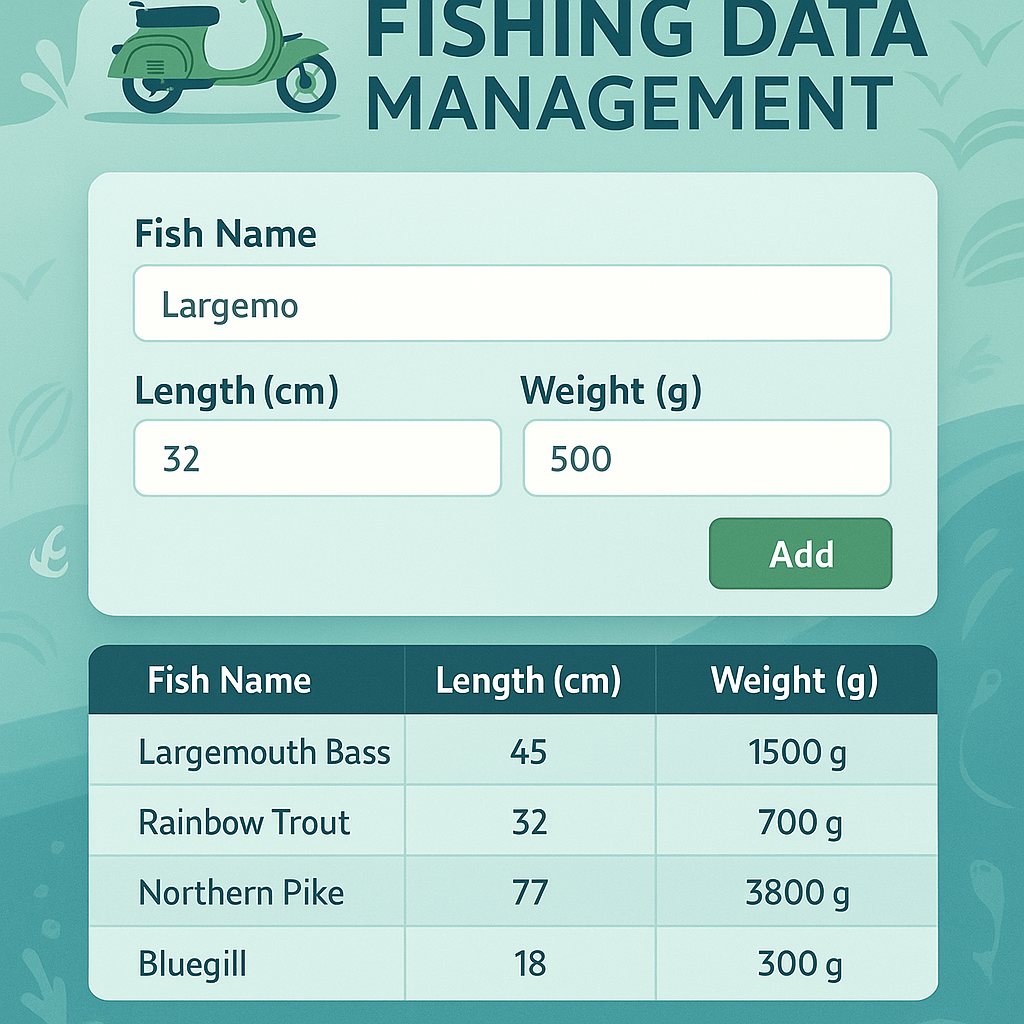 FISHING DATA
MANAGEMENT
Fish Name
Largemo
Length (cm) Weight (g)
32 500
Add
Fish Name Length (cm) Weight (g)
Largemouth Bass 45 1500 g
Rainbow Trout 32 700 g
Northern Pike 77 3800 g
Bluegill 18 300 g